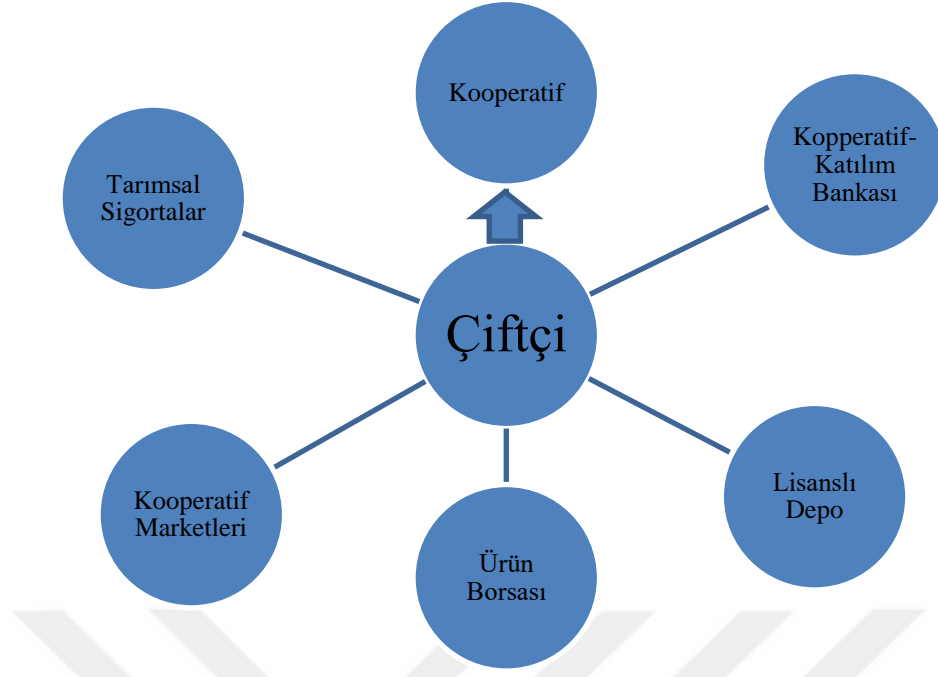 Kooperatif
Kopperatif-
Katılım
Bankası
Tarımsal
Sigortalar
Çiftçi
Kooperatif
Marketleri
Lisanslı
Depo
Ürün
Borsası